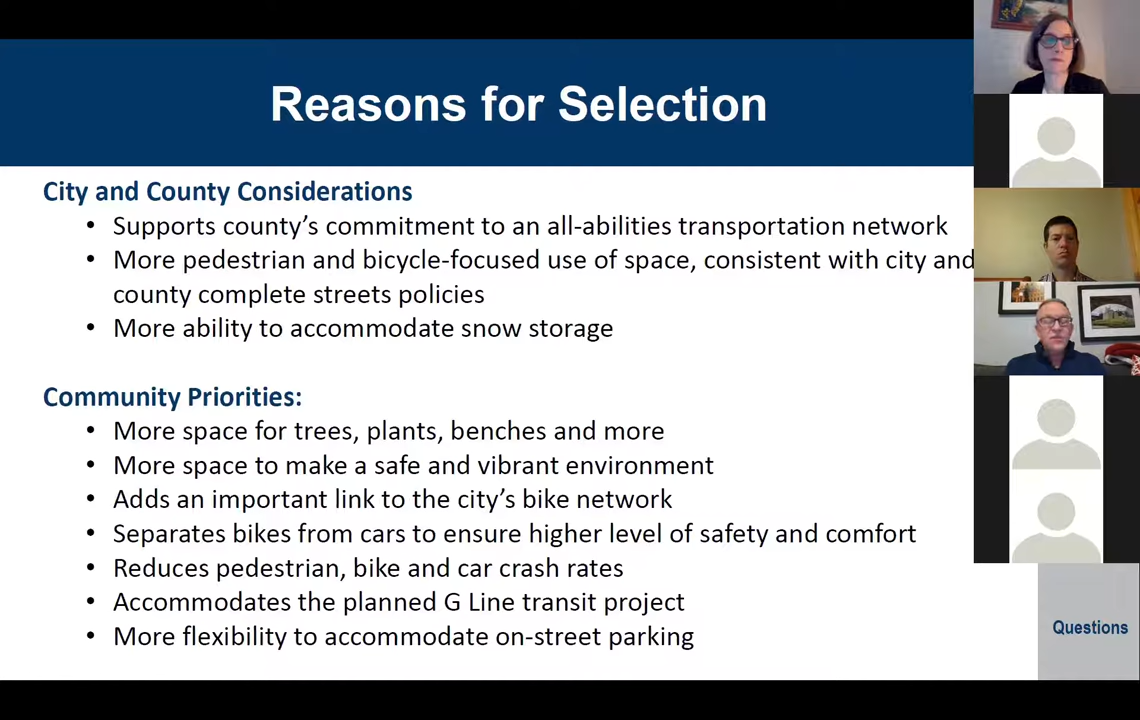 Reasons for Selection
City and County Considerations
• Supports county's commitment to an all-abilities transportation network
• More pedestrian and bicycle-focused use of space, consistent with city and
county complete streets policies
• More ability to accommodate snow storage
Community Priorities:
• More space for trees, plants, benches and more
• More space to make a safe and vibrant environment
• Adds an important link to the city's bike network
• Separates bikes from cars to ensure higher level of safety and comfort
• Reduces pedestrian, bike and car crash rates
• Accommodates the planned G Line transit project
• More flexibility to accommodate on-street parking
Questions